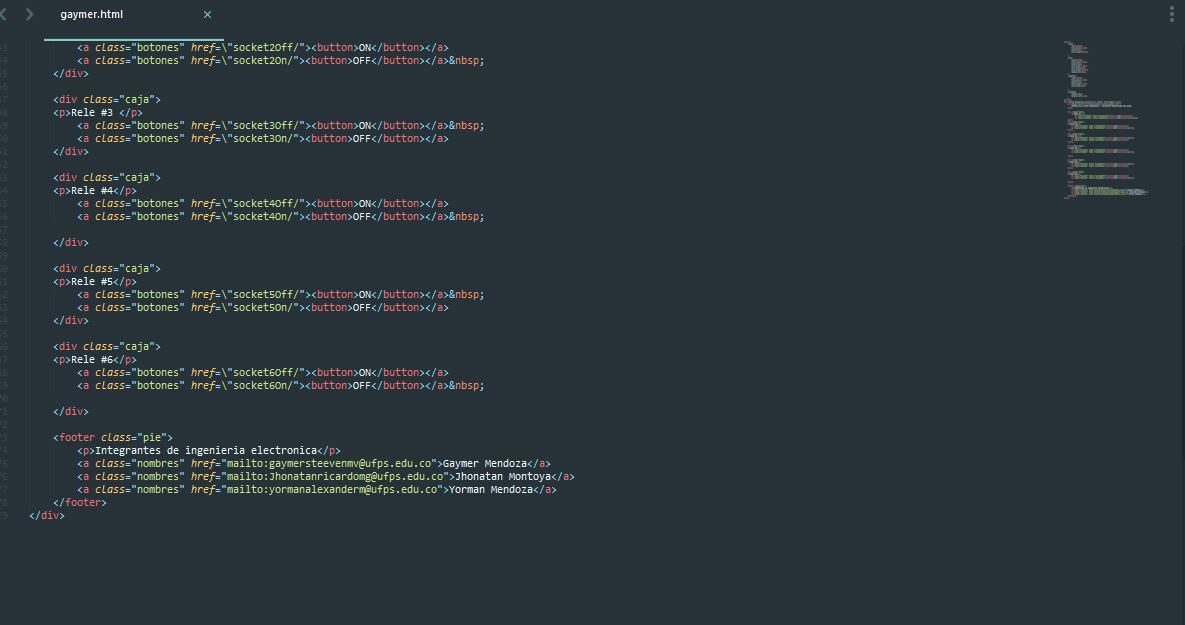 gaymer.html ×
<a class="botones" href=\"socket2Off/"><button>ON</button></a>
<a class="botones" href=\"socket2On/"><button>OFF</button></a>&nbsp;
</div>
<div class="caja">
<p>Rele #3 </p>
<a class="botones" href=\"socket3Off/"><button>ON</button></a>&nbsp;
<a class="botones" href=\"socket3On/"><button>OFF</button></a>
</div>
<div class="caja">
<p>Rele #4</p>
<a class="botones" href=\"socket4Off/"><button>ON</button></a>
<a class="botones" href=\"socket4On/"><button>OFF</button></a>&nbsp;
</div>
<div class="caja">
<p>Rele #5</p>
<a class="botones" href=\"socket5Off/"><button>ON</button></a>&nbsp;
<a class="botones" href=\"socket5On/"><button>OFF</button></a>
</div>
<div class="caja">
<p>Rele #6</p>
<a class="botones" href=\"socket6Off/"><button>ON</button></a>
<a class="botones" href=\"socket6On/"><button>OFF</button></a>&nbsp;
</div>
<footer class="pie">
<p>Integrantes de ingenieria electronica</p>
<a class="nombres" href="mailto:gaymersteevenmv@ufps.edu.co">Gaymer Mendoza</a>
<a class="nombres" href="mailto:Jhonatanricardomg@ufps.edu.co">Jhonatan Montoya</a>
<a class="nombres" href="mailto:yormanalexanderm@ufps.edu.co">Yorman Mendoza</a>
</footer>
</div>